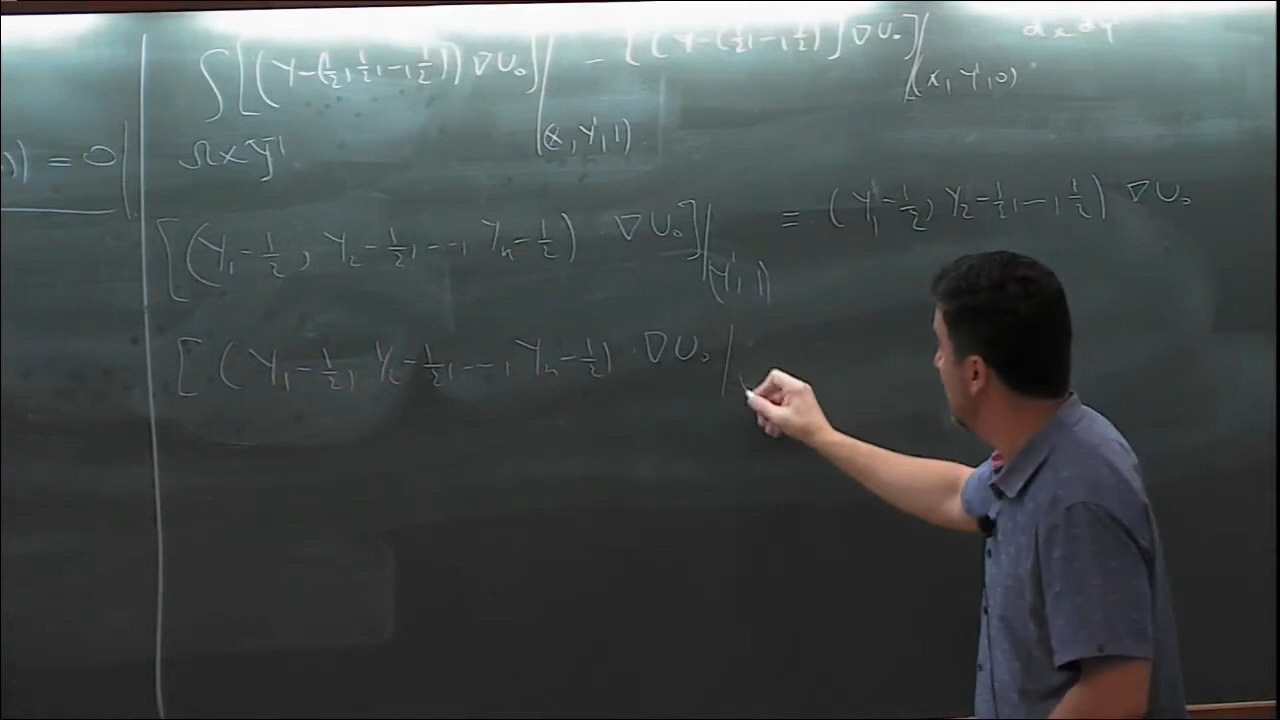 ∫ [(y-(½,½,--,½)) ∇U₀]|(x,y',1) - [(y-(½,--,½)] ∇U₀]|(x,y',0) dxdy'
Ω×Y'
)) = 0
[(y₁-½, y₂-½,--, yₙ-½) · ∇U₀]|(y',1) = (y₁-½, y₂-½,--,½) ∇U₀
[(y₁-½, y₂-½,--, yₙ-½) · ∇U₀|